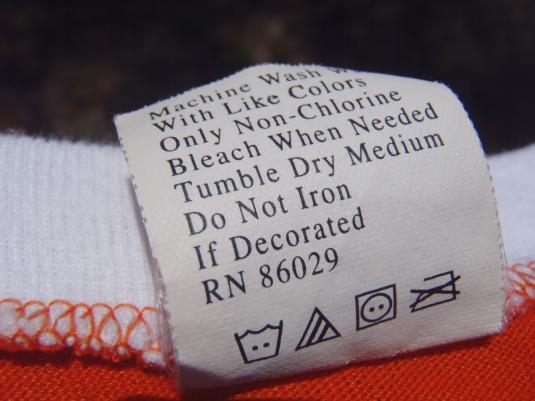 Machine Wash W
With Like Colors
Only Non-Chlorine
Bleach When Needed
Tumble Dry Medium
Do Not Iron
If Decorated
RN 86029